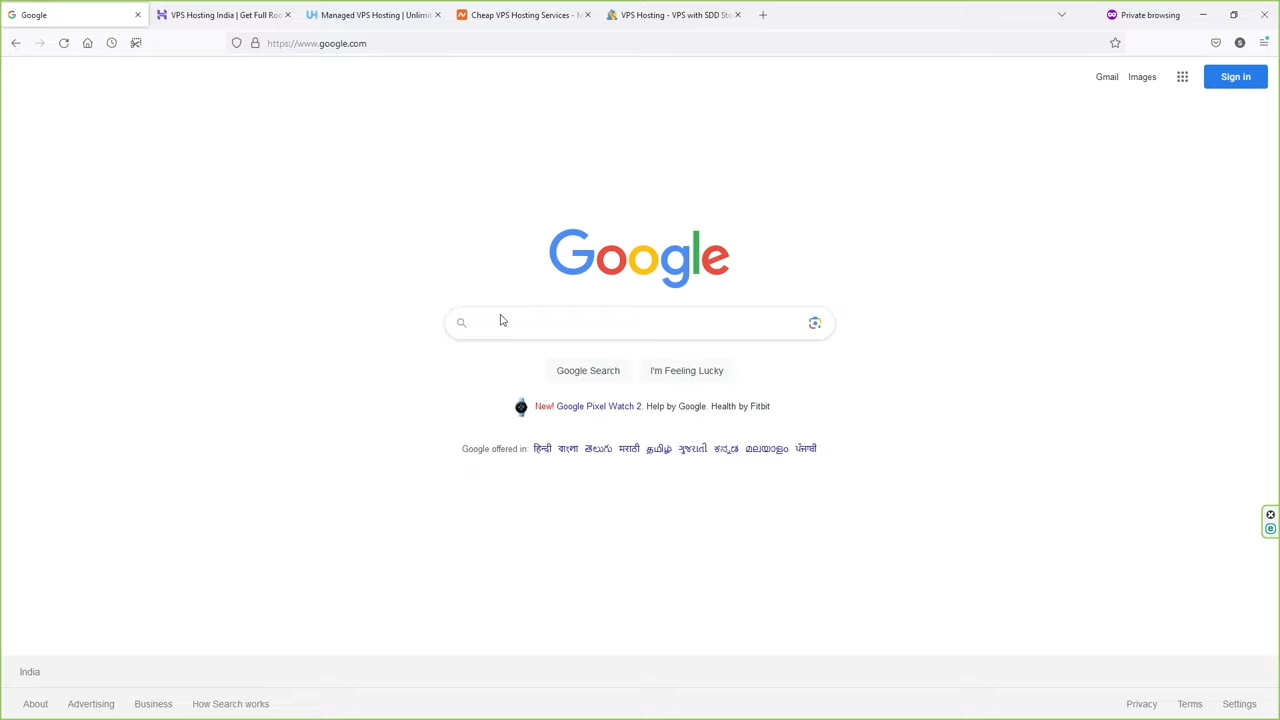 Google
VPS Hosting India | Get Full Roo
Managed VPS Hosting | Unlimit
Cheap VPS Hosting Services - N
VPS Hosting - VPS with SDD Sto
Private browsing
https://www.google.com
Gmail Images Sign in
Google
Google Search I'm Feeling Lucky
New! Google Pixel Watch 2. Help by Google. Health by Fitbit
Google offered in: हिन्दी বাংলা తెలుగు मराठी தமிழ் ગુજરાતી ಕನ್ನಡ മലയാളം ਪੰਜਾਬੀ
India
About Advertising Business How Search works Privacy Terms Settings